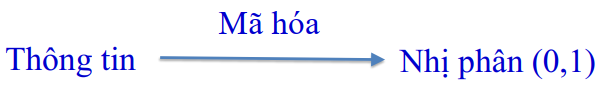 Mã hóa
Thông tin Nhị phân (0,1)